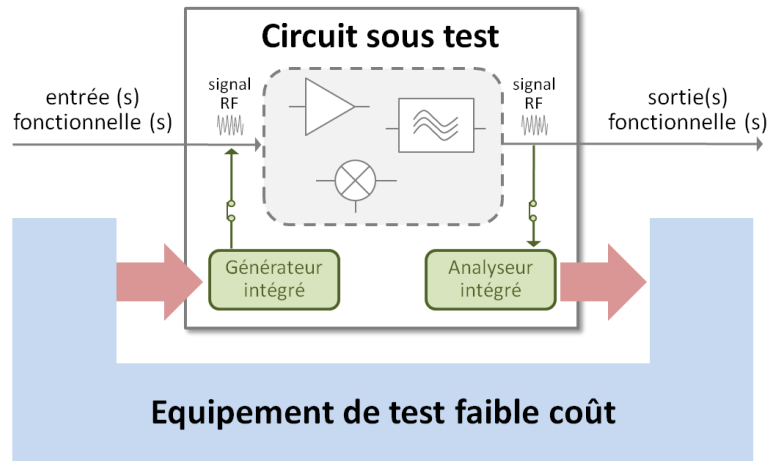 Circuit sous test
entrée (s)
fonctionnelle (s)
signal
RF
signal
RF
sortie(s)
fonctionnelle (s)
Générateur
intégré
Analyseur
intégré
Equipement de test faible coût